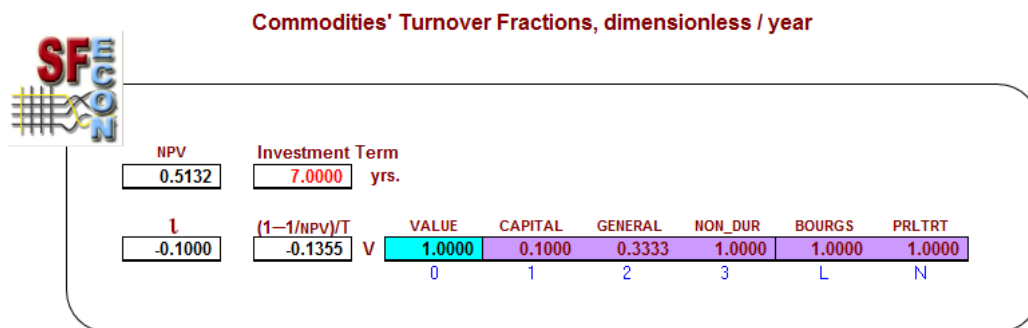 Commodities' Turnover Fractions, dimensionless / year
SF ECON
NPV Investment Term
0.5132 7.0000 yrs.
ι (1—1/NPV)/T VALUE CAPITAL GENERAL NON_DUR BOURGS PRLTRT
-0.1000 -0.1355 V 1.0000 0.1000 0.3333 1.0000 1.0000 1.0000
0 1 2 3 L N